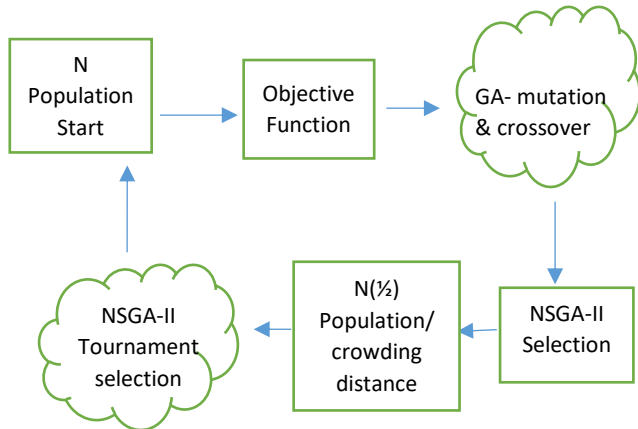 N
Population
Start
Objective
Function
GA- mutation
& crossover
NSGA-II
Selection
N(½)
Population/
crowding
distance
NSGA-II
Tournament
selection